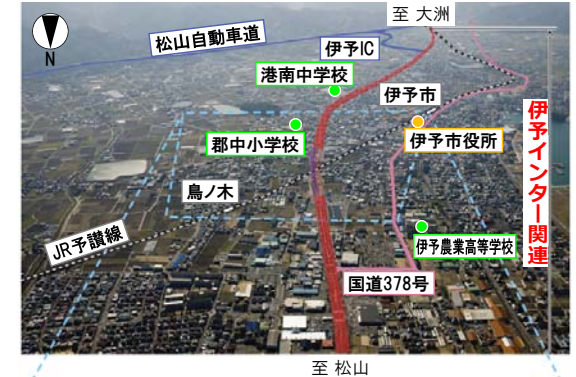 至 大洲
N
松山自動車道
伊予IC
港南中学校
伊予市
伊予市役所
郡中小学校
鳥ノ木
JR予讃線
伊予農業高等学校
国道378号
伊予インター関連
至 松山